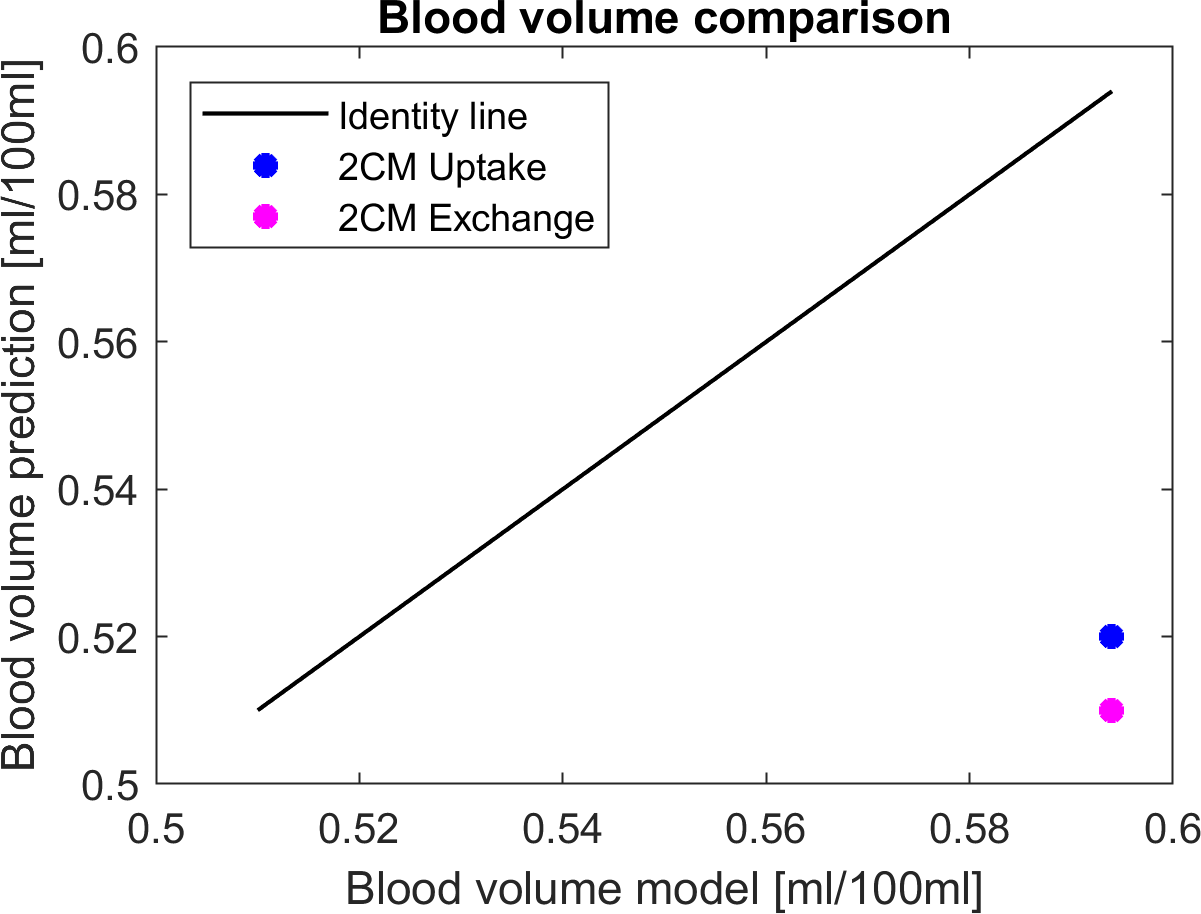 Blood volume comparison
Blood volume prediction [ml/100ml]
0.6
0.58
0.56
0.54
0.52
0.5
Identity line
2CM Uptake
2CM Exchange
0.5 0.52 0.54 0.56 0.58 0.6
Blood volume model [ml/100ml]